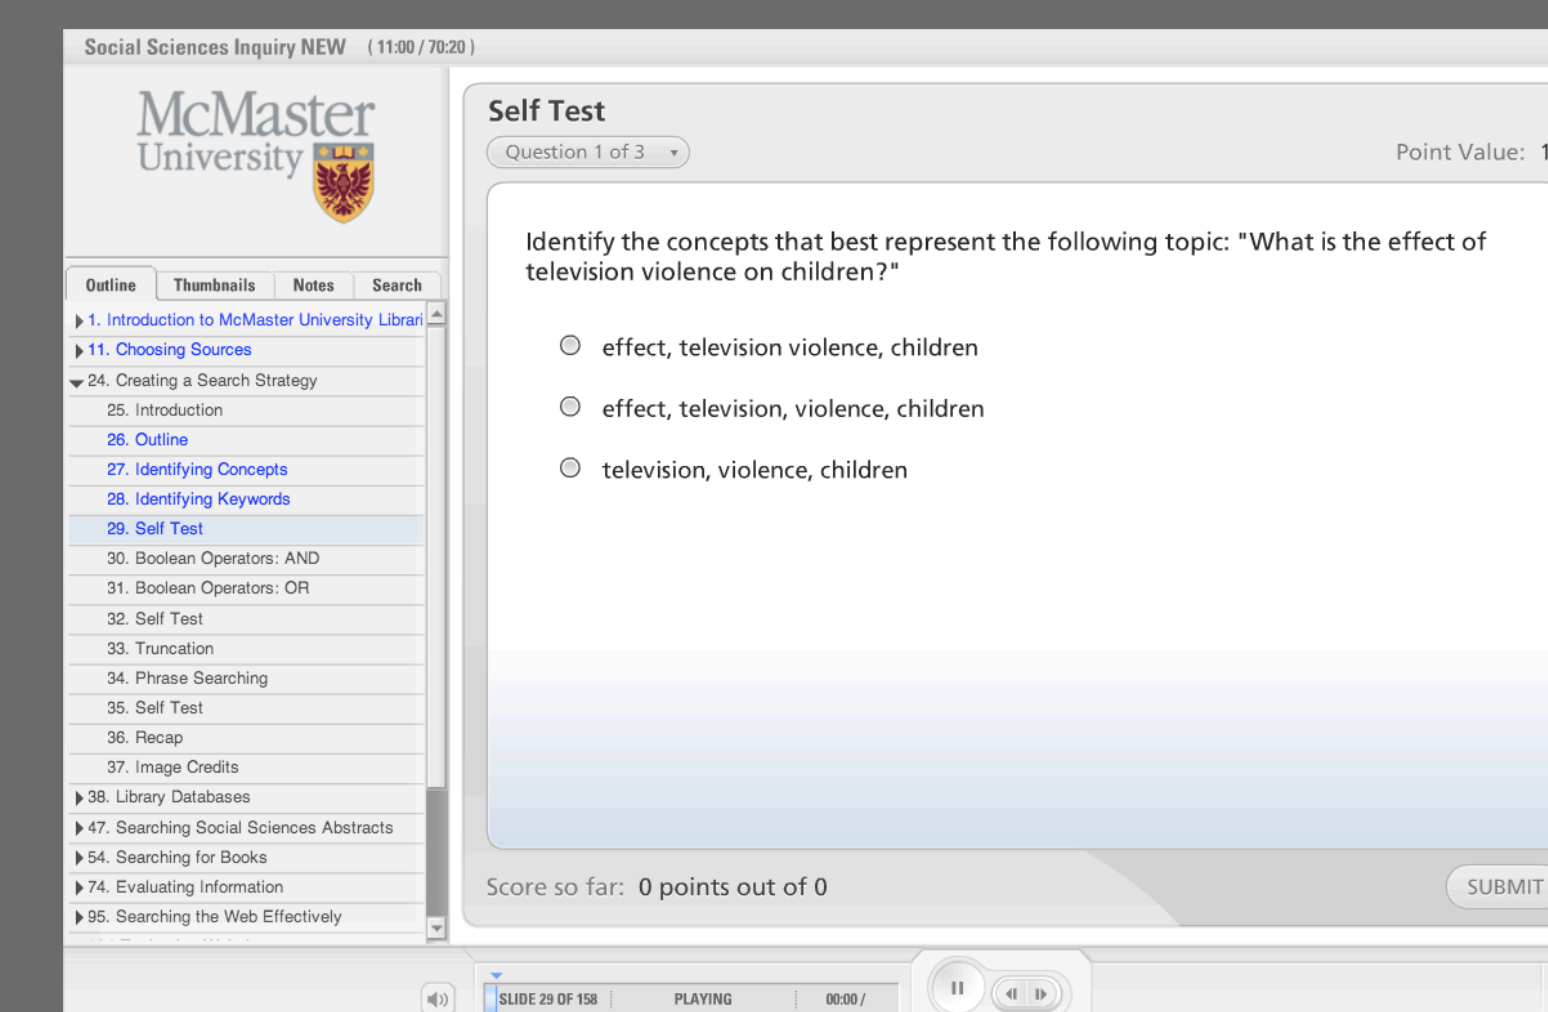 Social Sciences Inquiry NEW ( 11:00 / 70:20 )
McMaster
University
Outline Thumbnails Notes Search
1. Introduction to McMaster University Librari
11. Choosing Sources
24. Creating a Search Strategy
25. Introduction
26. Outline
27. Identifying Concepts
28. Identifying Keywords
29. Self Test
30. Boolean Operators: AND
31. Boolean Operators: OR
32. Self Test
33. Truncation
34. Phrase Searching
35. Self Test
36. Recap
37. Image Credits
38. Library Databases
47. Searching Social Sciences Abstracts
54. Searching for Books
74. Evaluating Information
95. Searching the Web Effectively
Self Test
Question 1 of 3
Point Value: 1
Identify the concepts that best represent the following topic: "What is the effect of
television violence on children?"
effect, television violence, children
effect, television, violence, children
television, violence, children
Score so far: 0 points out of 0
SUBMIT
SLIDE 29 OF 158 PLAYING 00:00 /